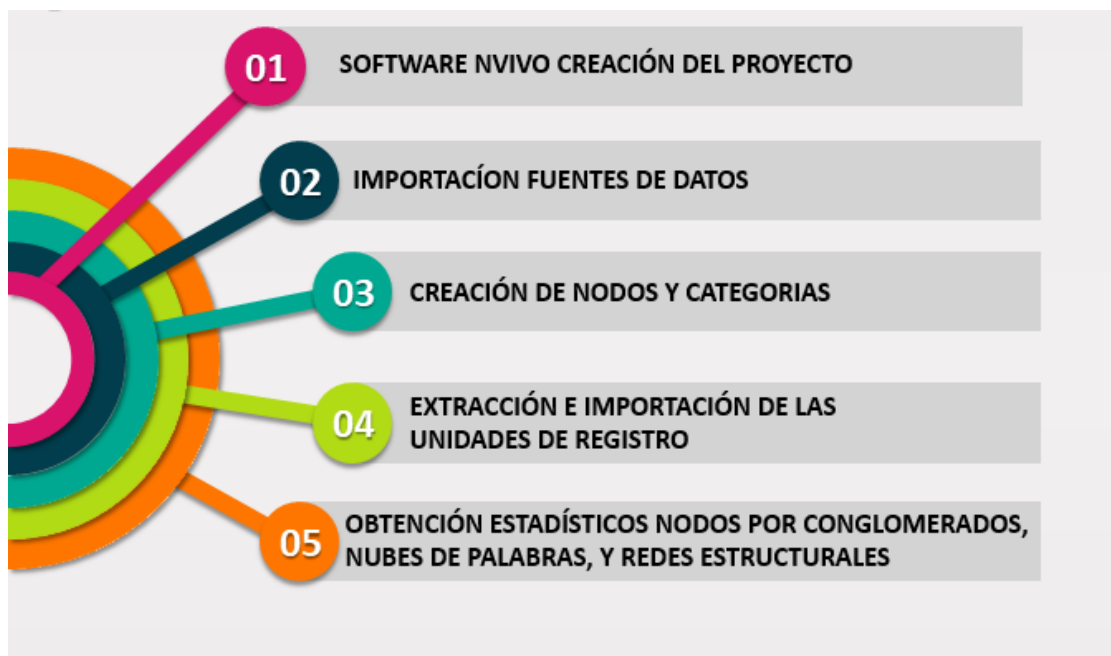 01
SOFTWARE NVIVO CREACIÓN DEL PROYECTO
02
IMPORTACÍON FUENTES DE DATOS
03
CREACIÓN DE NODOS Y CATEGORIAS
04
EXTRACCIÓN E IMPORTACIÓN DE LAS
UNIDADES DE REGISTRO
05
OBTENCIÓN ESTADÍSTICOS NODOS POR CONGLOMERADOS,
NUBES DE PALABRAS, Y REDES ESTRUCTURALES